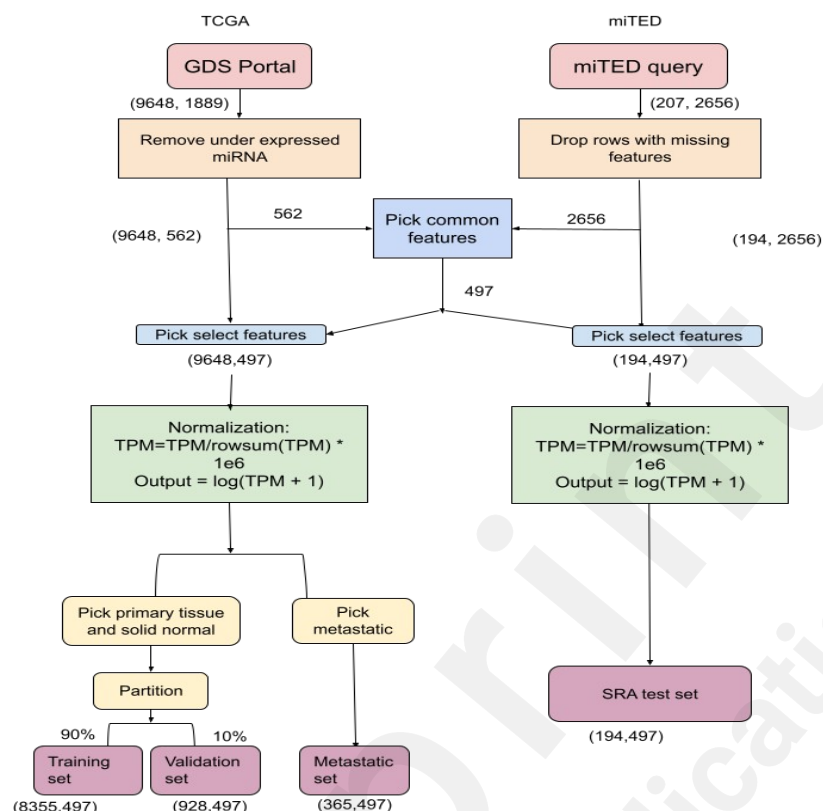 TCGA
miTED
GDS Portal
miTED query
(9648, 1889)
(207, 2656)
Remove under expressed
miRNA
Drop rows with missing
features
562
Pick common
features
2656
(9648, 562)
(194, 2656)
497
Pick select features
Pick select features
(9648,497)
(194,497)
Normalization:
TPM=TPM/rowsum(TPM) *
1e6
Output = log(TPM + 1)
Normalization:
TPM=TPM/rowsum(TPM) *
1e6
Output = log(TPM + 1)
Pick primary tissue
and solid normal
Pick
metastatic
Partition
SRA test set
(194,497)
90%
10%
Training
set
Validation
set
Metastatic
set
(8355,497)
(928,497)
(365,497)
print